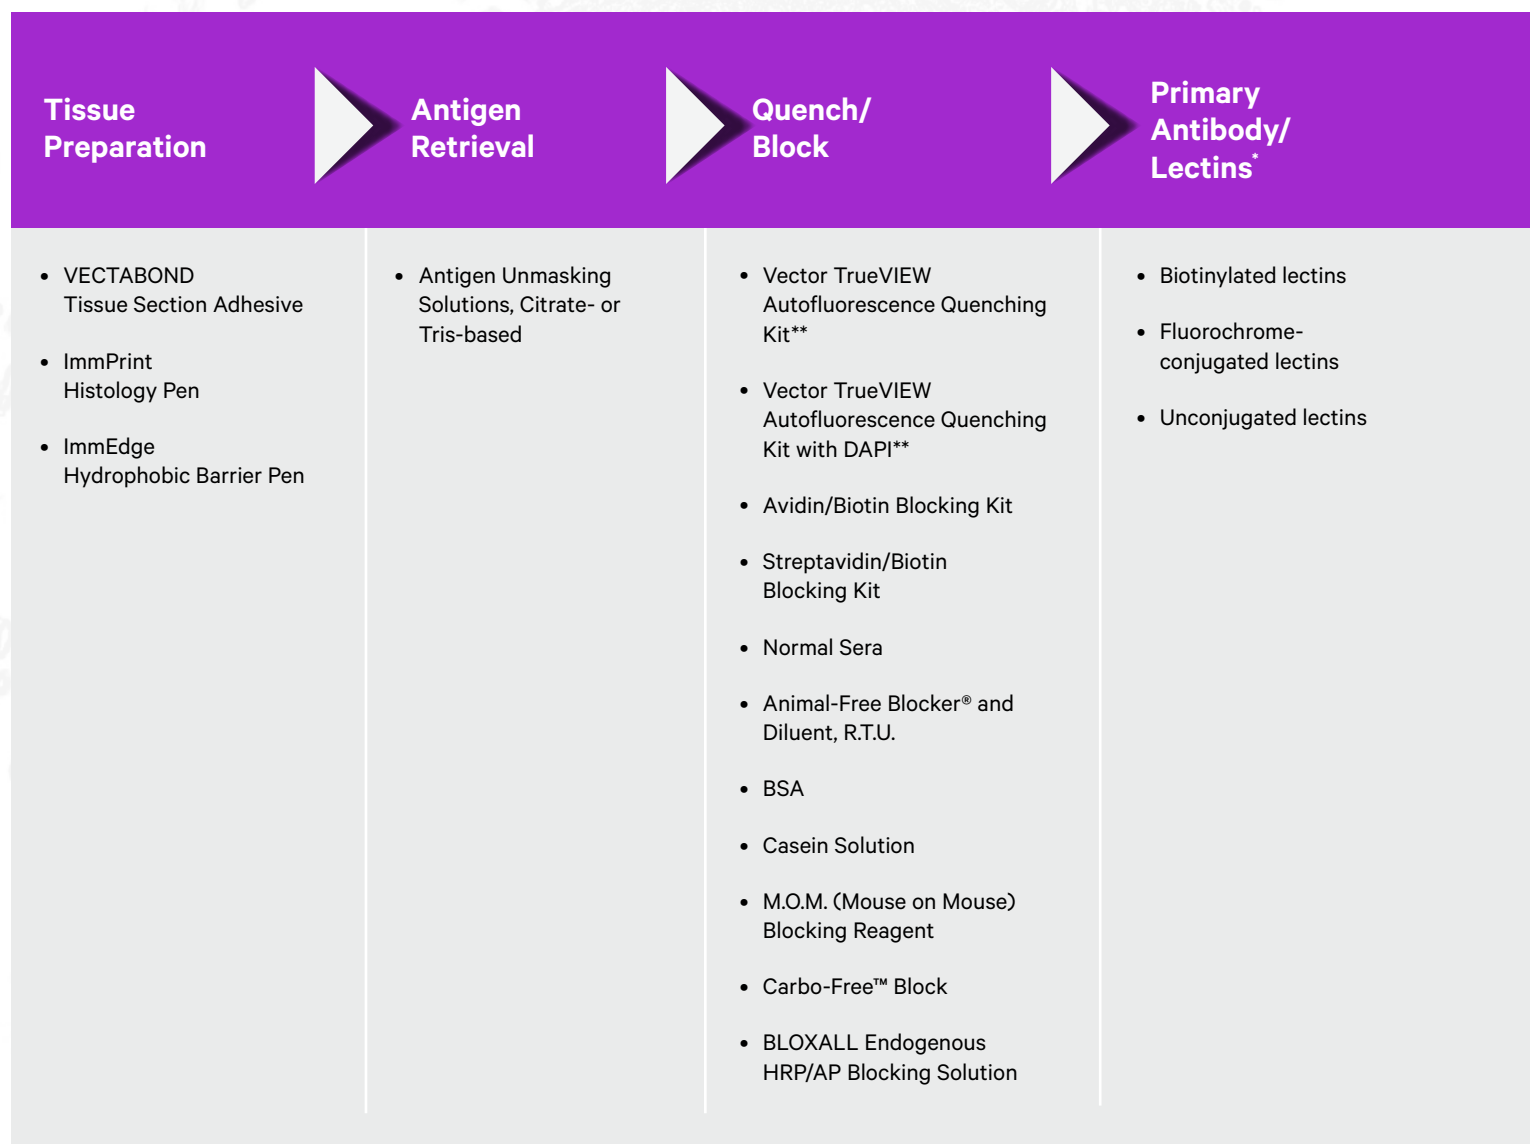 Tissue
Preparation
Antigen
Retrieval
Quench/
Block
Primary
Antibody/
Lectins*
• VECTABOND
Tissue Section Adhesive
• ImmPrint
Histology Pen
• ImmEdge
Hydrophobic Barrier Pen
• Antigen Unmasking
Solutions, Citrate- or
Tris-based
• Vector TrueVIEW
Autofluorescence Quenching
Kit**
• Vector TrueVIEW
Autofluorescence Quenching
Kit with DAPI**
• Avidin/Biotin Blocking Kit
• Streptavidin/Biotin
Blocking Kit
• Normal Sera
• Animal-Free Blocker® and
Diluent, R.T.U.
• BSA
• Casein Solution
• M.O.M. (Mouse on Mouse)
Blocking Reagent
• Carbo-Free™ Block
• BLOXALL Endogenous
HRP/AP Blocking Solution
• Biotinylated lectins
• Fluorochrome-
conjugated lectins
• Unconjugated lectins